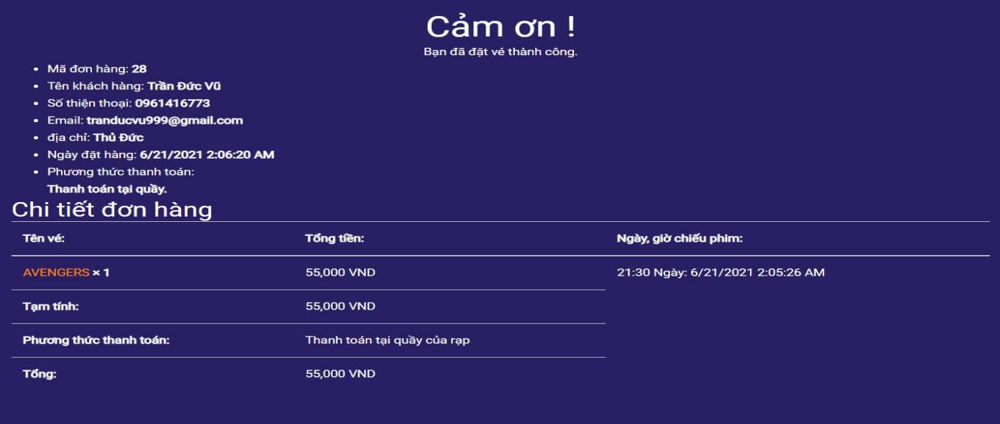 Cảm ơn !
Bạn đã đặt vé thành công.
• Mã đơn hàng: 28
• Tên khách hàng: Trần Đức Vũ
• Số thiện thoại: 0961416773
• Email: tranducvu999@gmail.com
• địa chỉ: Thủ Đức
• Ngày đặt hàng: 6/21/2021 2:06:20 AM
• Phương thức thanh toán:
Thanh toán tại quầy.
Chi tiết đơn hàng
Tên vé: Tổng tiền: Ngày, giờ chiếu phim:
AVENGERS × 1 55,000 VND 21:30 Ngày: 6/21/2021 2:05:26 AM
Tạm tính: 55,000 VND
Phương thức thanh toán: Thanh toán tại quầy của rạp
Tổng: 55,000 VND